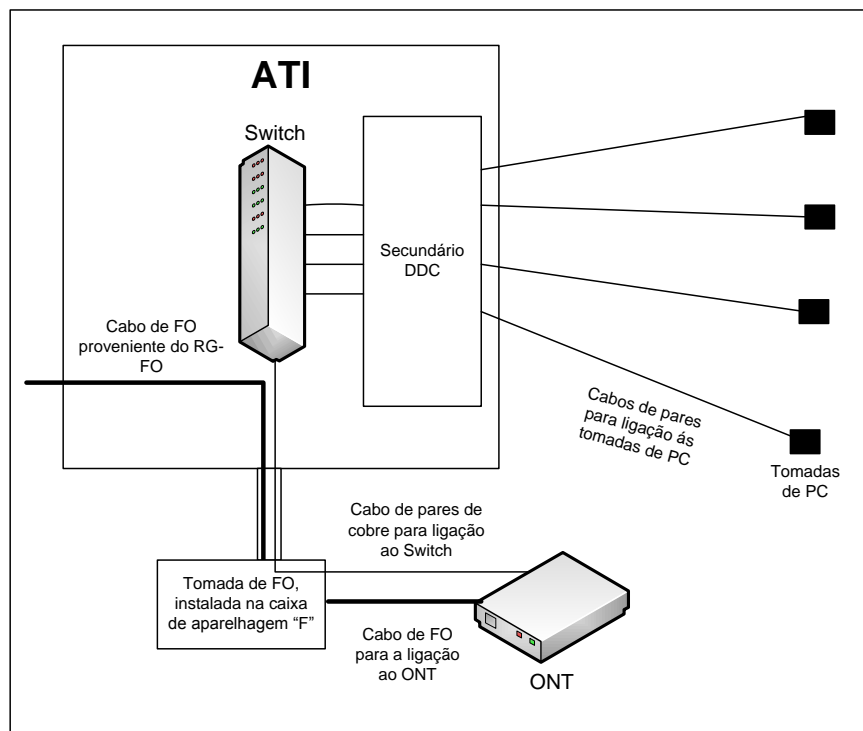 ATI
Switch
Secundário
DDC
Cabo de FO
proveniente do RG-
FO
Cabos de pares
para ligação ás
tomadas de PC
Tomadas
de PC
Cabo de pares de
cobre para ligação
ao Switch
Tomada de FO,
instalada na caixa
de aparelhagem “F”
Cabo de FO
para a ligação
ao ONT
ONT